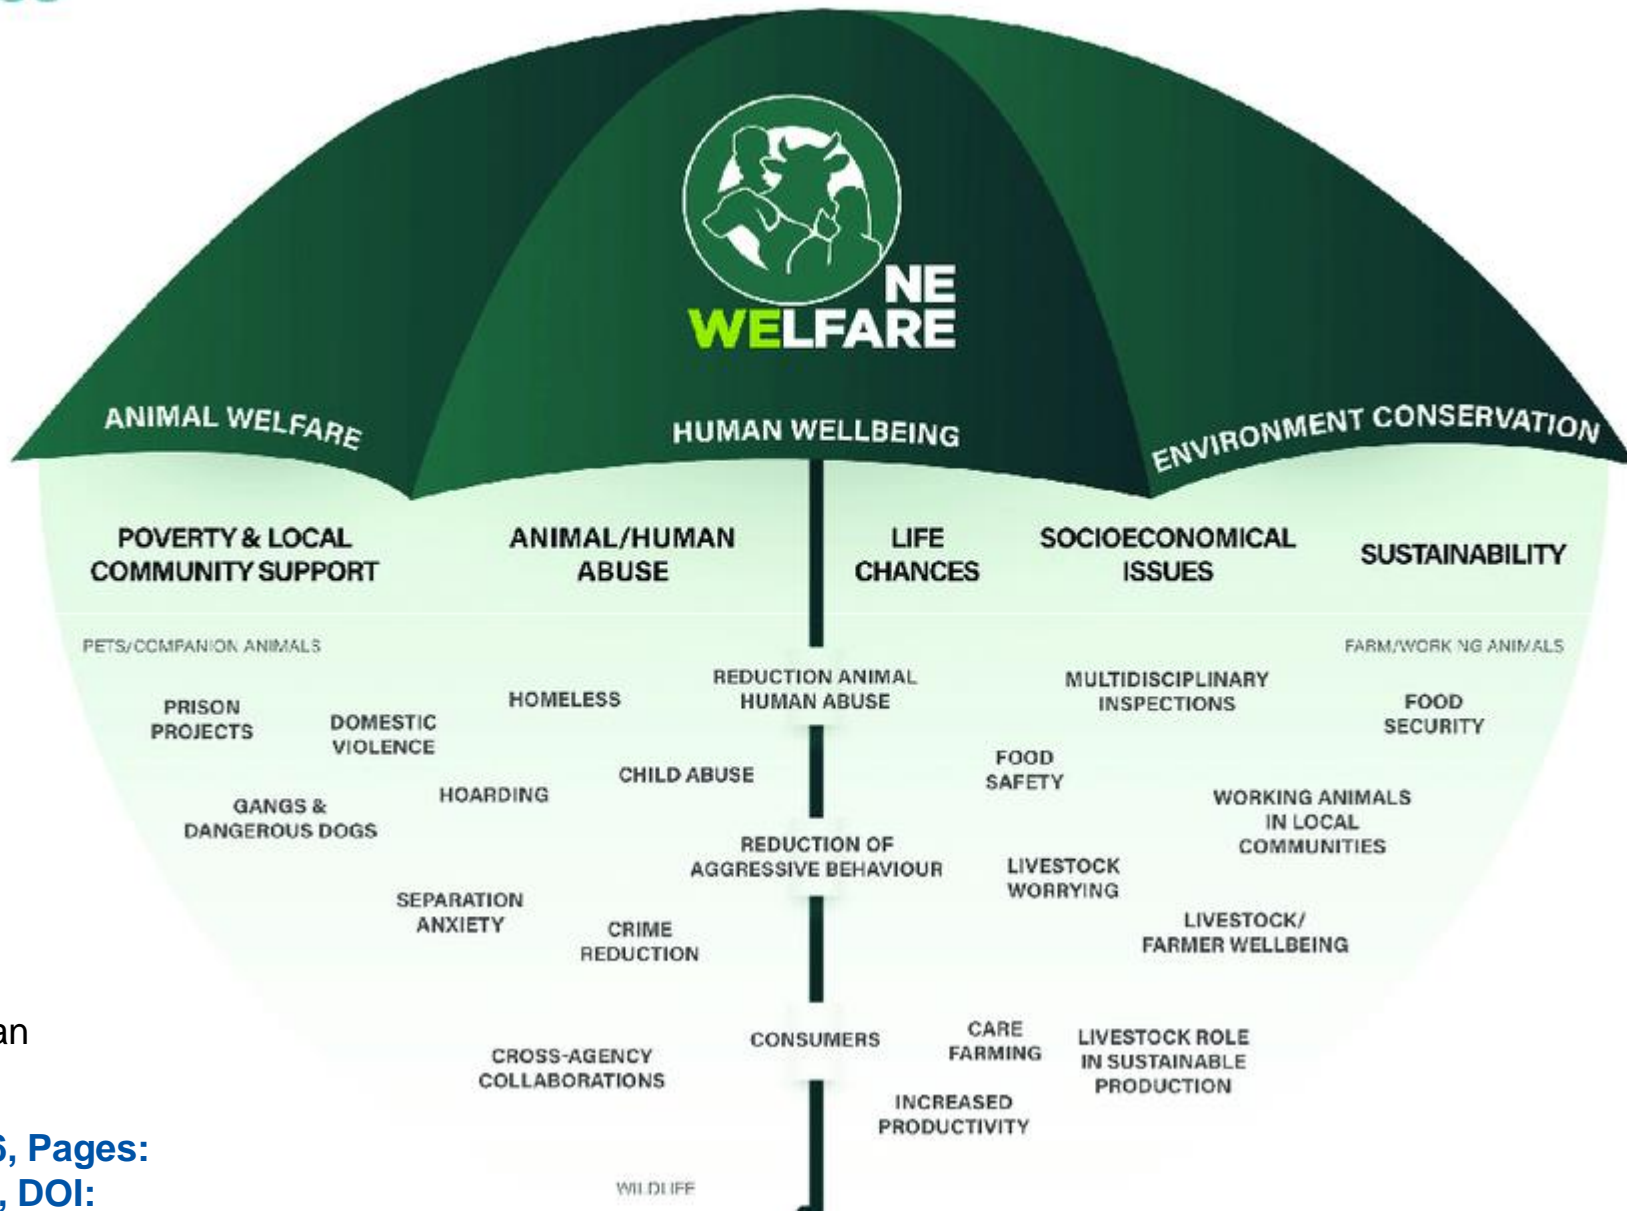 NE
WELFARE
ANIMAL WELFARE
HUMAN WELLBEING
ENVIRONMENT CONSERVATION
POVERTY & LOCAL
COMMUNITY SUPPORT
ANIMAL/HUMAN
ABUSE
LIFE
CHANCES
SOCIOECONOMICAL
ISSUES
SUSTAINABILITY
PETS/COMPANION ANIMALS
FARM/WORKING ANIMALS
PRISON
PROJECTS
DOMESTIC
VIOLENCE
HOMELESS
REDUCTION ANIMAL
HUMAN ABUSE
MULTIDISCIPLINARY
INSPECTIONS
FOOD
SECURITY
GANGS &
DANGEROUS DOGS
HOARDING
CHILD ABUSE
FOOD
SAFETY
WORKING ANIMALS
IN LOCAL
COMMUNITIES
REDUCTION OF
AGGRESSIVE BEHAVIOUR
LIVESTOCK
WORRYING
SEPARATION
ANXIETY
CRIME
REDUCTION
LIVESTOCK/
FARMER WELLBEING
CROSS-AGENCY
COLLABORATIONS
CONSUMERS
CARE
FARMING
LIVESTOCK ROLE
IN SUSTAINABLE
PRODUCTION
INCREASED
PRODUCTIVITY
WILDLIFE
an
, Pages:
, DOI: